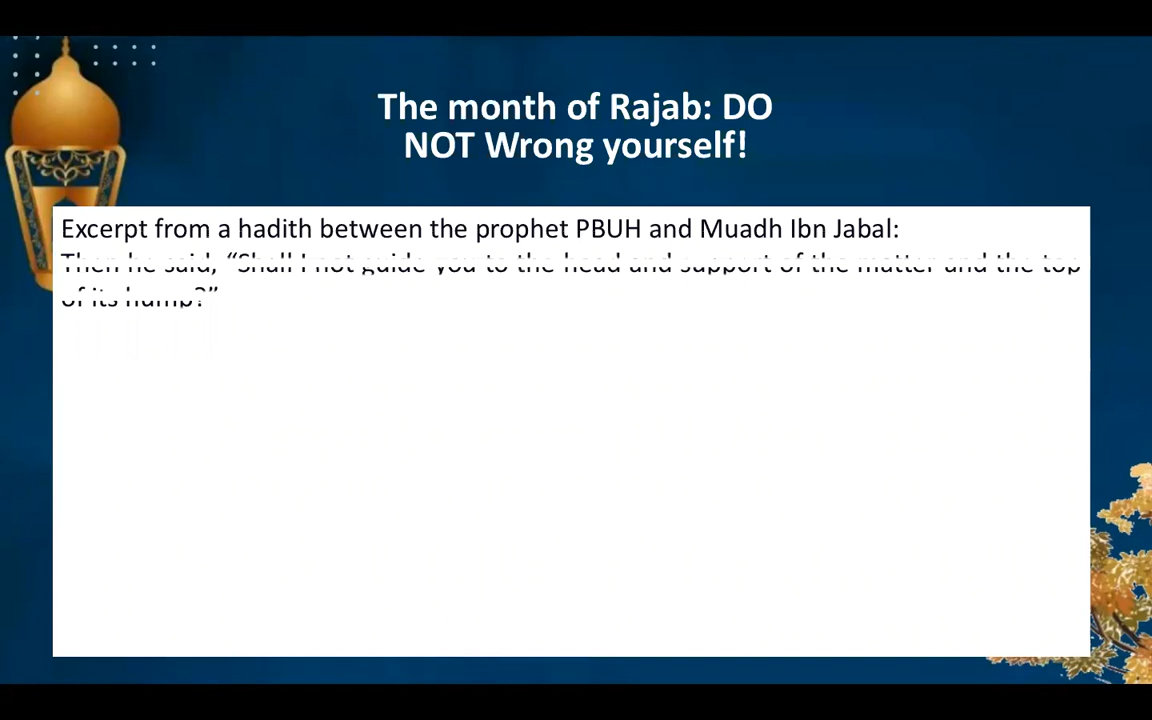 The month of Rajab: DO
NOT Wrong yourself!
Excerpt from a hadith between the prophet PBUH and Muadh Ibn Jabal:
Then he said, “Shall I not guide you to the head and support of the matter and the top
of its hump?”